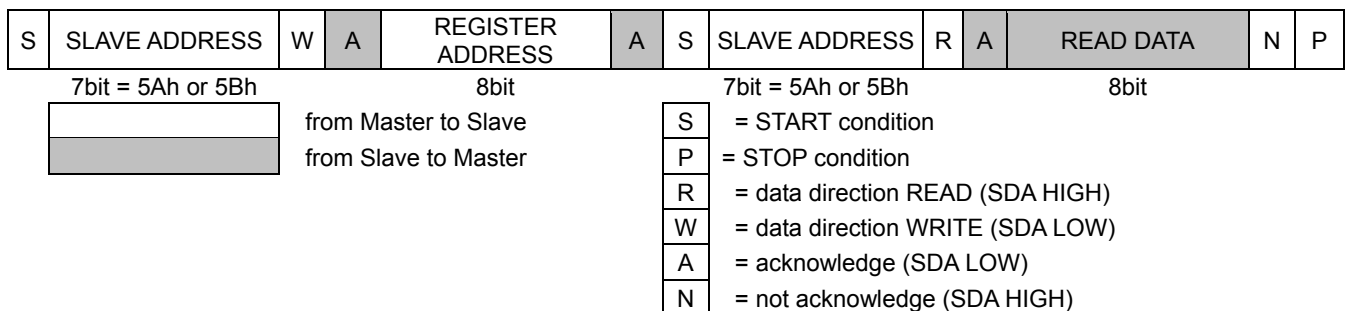 S SLAVE ADDRESS W A REGISTER ADDRESS A S SLAVE ADDRESS R A READ DATA N P
7bit = 5Ah or 5Bh 8bit 7bit = 5Ah or 5Bh 8bit
from Master to Slave
from Slave to Master
S = START condition
P = STOP condition
R = data direction READ (SDA HIGH)
W = data direction WRITE (SDA LOW)
A = acknowledge (SDA LOW)
N = not acknowledge (SDA HIGH)